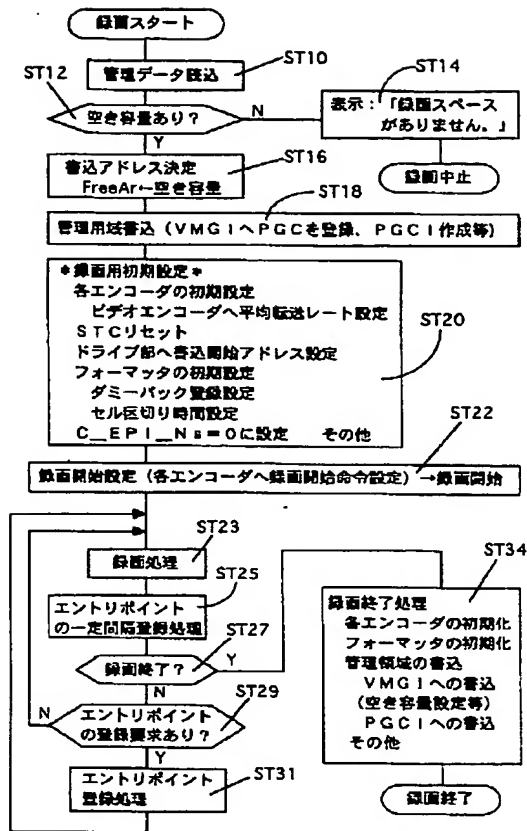 録画スタート
ST10
管理データ読込
ST12
空き容量あり？
N
Y
ST14
表示：「録画スペース
がありません。」
録画中止
ST16
書込アドレス決定
FreeAr←空き容量
ST18
管理用域書込（VMGIへPGCを登録、PGCI作成等）
＊録画用初期設定＊
各エンコーダの初期設定
ビデオエンコーダへ平均転送レート設定
STCリセット
ドライブ部へ書込開始アドレス設定
フォーマッタの初期設定
ダミーパック登録設定
セル区切り時間設定
C_EPI_Ns=0に設定 その他
ST20
ST22
録画開始設定（各エンコーダへ録画開始命令設定）→録画開始
ST23
録画処理
ST25
エントリポイント
の一定間隔登録処理
ST27
録画終了？
Y
N
ST29
エントリポイント
の登録要求あり？
N
Y
ST31
エントリポイント
登録処理
ST34
録画終了処理
各エンコーダの初期化
フォーマッタの初期化
管理領域の書込
VMGIへの書込
（空き容量設定等）
PGCIへの書込
その他
録画終了